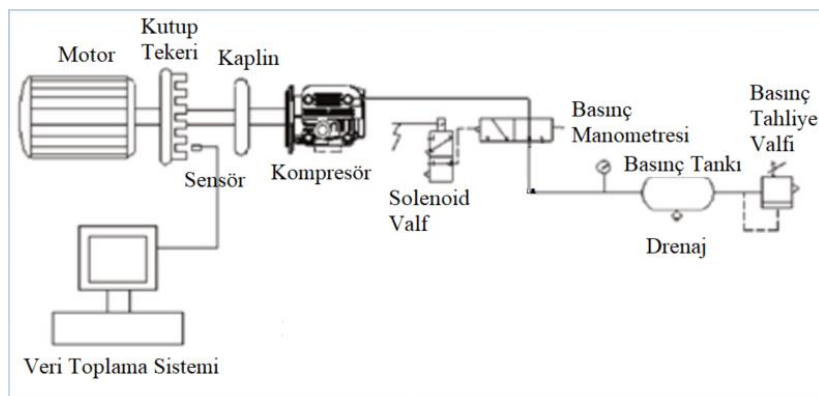 Motor
Kutup
Tekeri
Kaplin
Sensör
Kompresör
Solenoid
Valf
Basınç
Manometresi
Basınç
Tahliye
Valfi
Basınç Tankı
Drenaj
Veri Toplama Sistemi